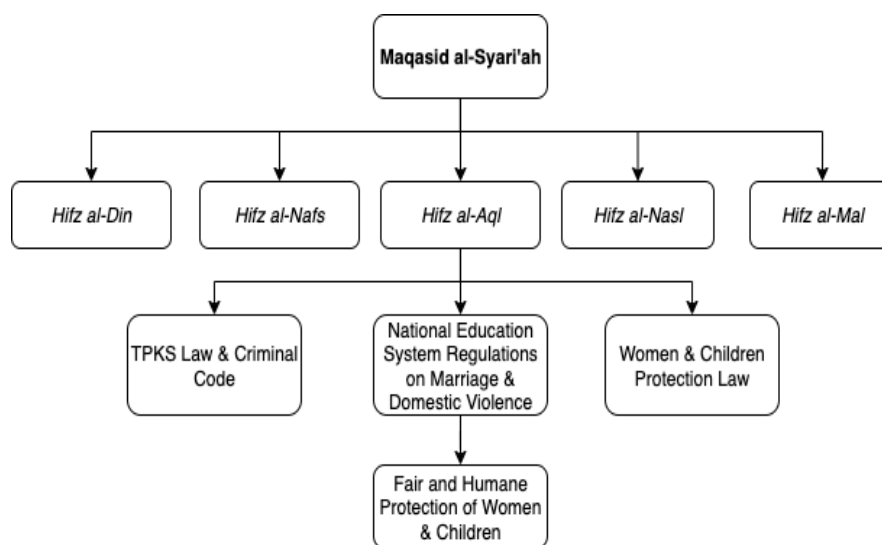 Maqasid al-Syari'ah
Hifz al-Din
Hifz al-Nafs
Hifz al-Aql
Hifz al-Nasl
Hifz al-Mal
TPKS Law & Criminal
Code
National Education
System Regulations
on Marriage &
Domestic Violence
Women & Children
Protection Law
Fair and Humane
Protection of Women
& Children